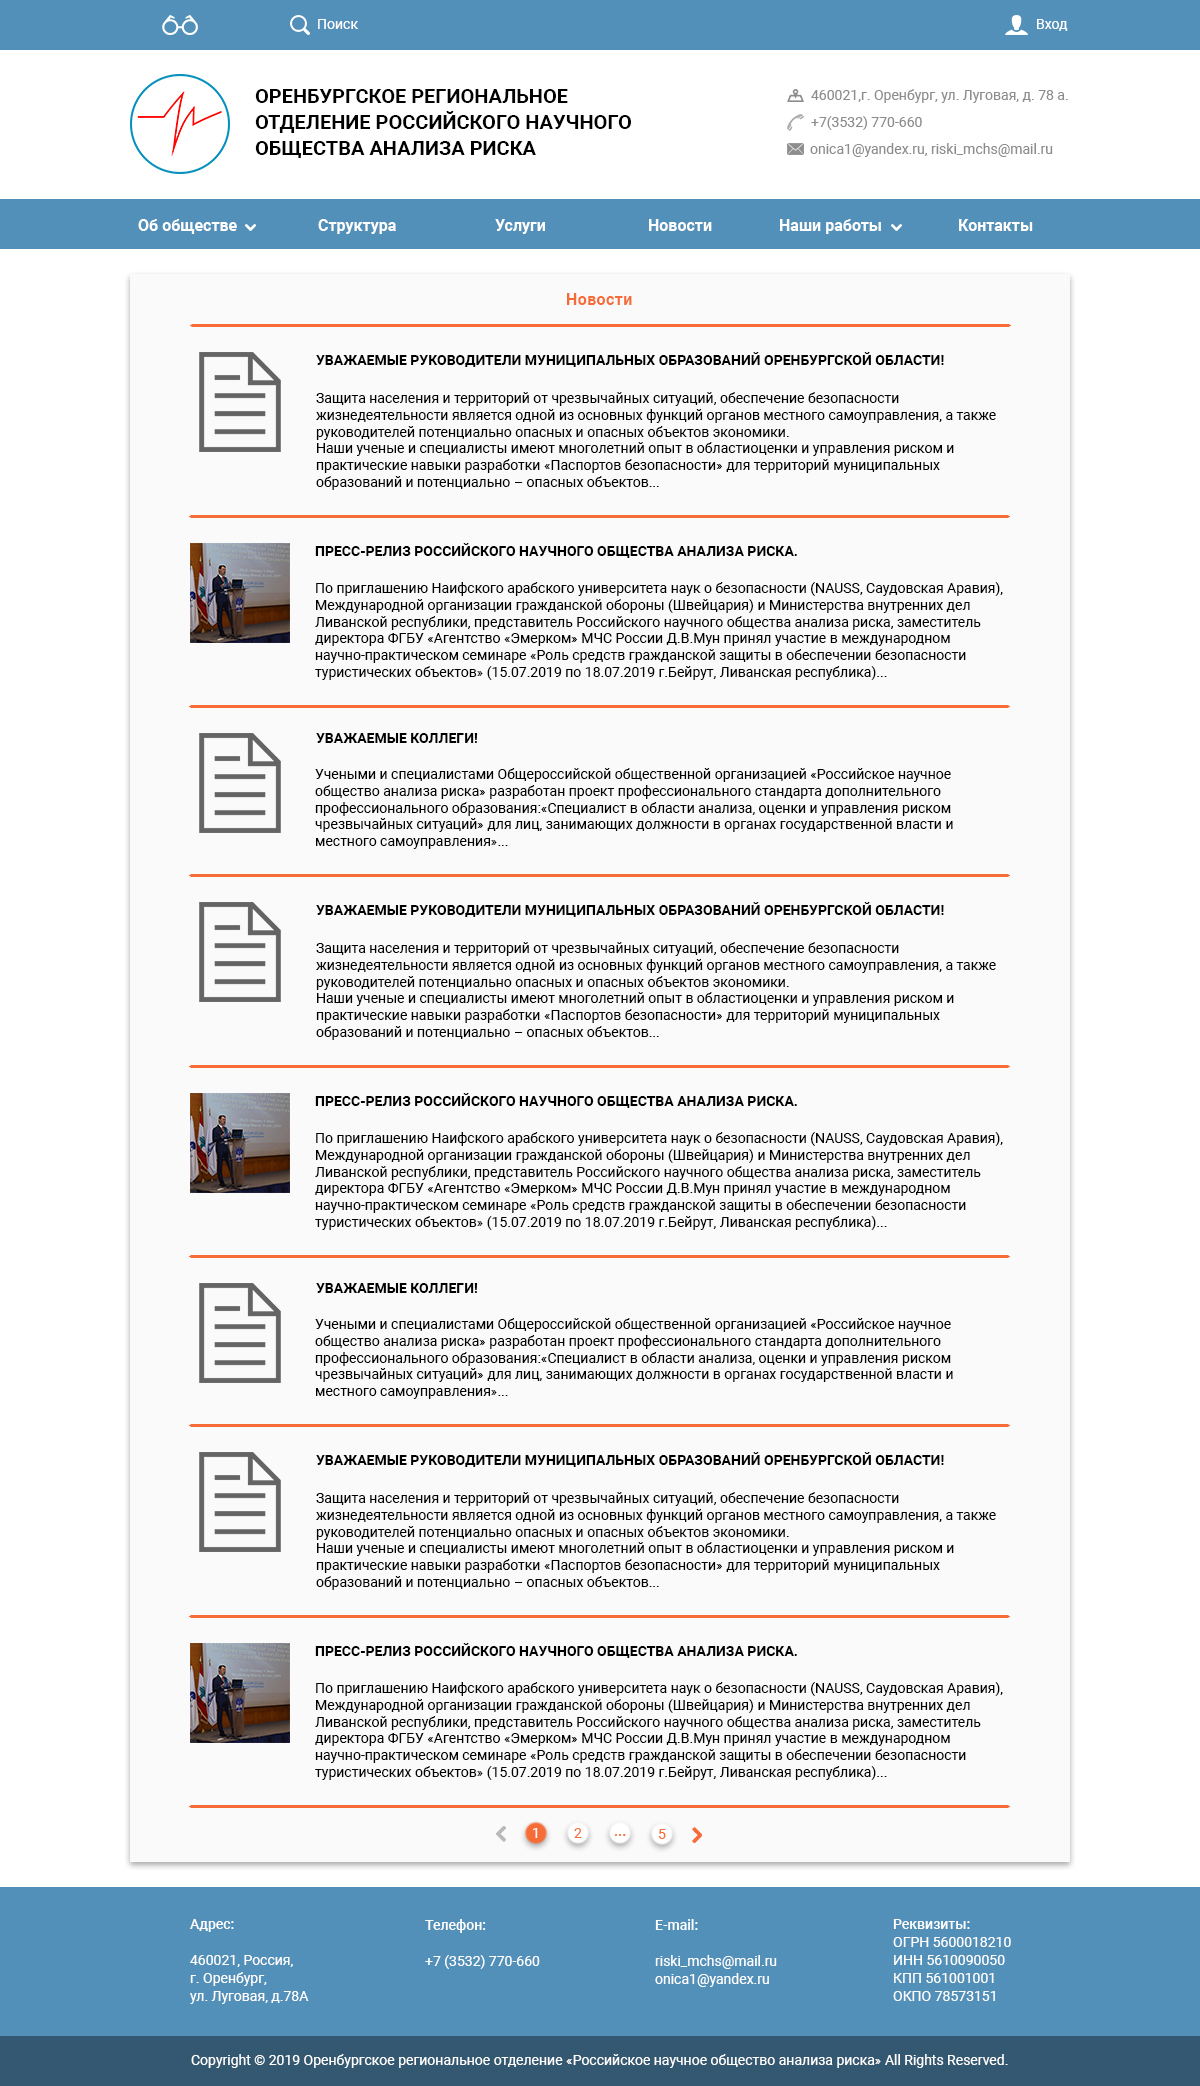 Поиск
Вход
ОРЕНБУРГСКОЕ РЕГИОНАЛЬНОЕ
ОТДЕЛЕНИЕ РОССИЙСКОГО НАУЧНОГО
ОБЩЕСТВА АНАЛИЗА РИСКА
460021,г. Оренбург, ул. Луговая, д. 78 а.
+7(3532) 770-660
onica1@yandex.ru, riski_mchs@mail.ru
Об обществе
Структура
Услуги
Новости
Наши работы
Контакты
Новости
УВАЖАЕМЫЕ РУКОВОДИТЕЛИ МУНИЦИПАЛЬНЫХ ОБРАЗОВАНИЙ ОРЕНБУРГСКОЙ ОБЛАСТИ!
Защита населения и территорий от чрезвычайных ситуаций, обеспечение безопасности
жизнедеятельности является одной из основных функций органов местного самоуправления, а также
руководителей потенциально опасных и опасных объектов экономики.
Наши ученые и специалисты имеют многолетний опыт в областиоценки и управления риском и
практические навыки разработки «Паспортов безопасности» для территорий муниципальных
образований и потенциально – опасных объектов...
ПРЕСС-РЕЛИЗ РОССИЙСКОГО НАУЧНОГО ОБЩЕСТВА АНАЛИЗА РИСКА.
По приглашению Наифского арабского университета наук о безопасности (NAUSS, Саудовская Аравия),
Международной организации гражданской обороны (Швейцария) и Министерства внутренних дел
Ливанской республики, представитель Российского научного общества анализа риска, заместитель
директора ФГБУ «Агентство «Эмерком» МЧС России Д.В.Мун принял участие в международном
научно-практическом семинаре «Роль средств гражданской защиты в обеспечении безопасности
туристических объектов» (15.07.2019 по 18.07.2019 г.Бейрут, Ливанская республика)...
УВАЖАЕМЫЕ КОЛЛЕГИ!
Учеными и специалистами Общероссийской общественной организацией «Российское научное
общество анализа риска» разработан проект профессионального стандарта дополнительного
профессионального образования:«Специалист в области анализа, оценки и управления риском
чрезвычайных ситуаций» для лиц, занимающих должности в органах государственной власти и
местного самоуправления»...
УВАЖАЕМЫЕ РУКОВОДИТЕЛИ МУНИЦИПАЛЬНЫХ ОБРАЗОВАНИЙ ОРЕНБУРГСКОЙ ОБЛАСТИ!
Защита населения и территорий от чрезвычайных ситуаций, обеспечение безопасности
жизнедеятельности является одной из основных функций органов местного самоуправления, а также
руководителей потенциально опасных и опасных объектов экономики.
Наши ученые и специалисты имеют многолетний опыт в областиоценки и управления риском и
практические навыки разработки «Паспортов безопасности» для территорий муниципальных
образований и потенциально – опасных объектов...
ПРЕСС-РЕЛИЗ РОССИЙСКОГО НАУЧНОГО ОБЩЕСТВА АНАЛИЗА РИСКА.
По приглашению Наифского арабского университета наук о безопасности (NAUSS, Саудовская Аравия),
Международной организации гражданской обороны (Швейцария) и Министерства внутренних дел
Ливанской республики, представитель Российского научного общества анализа риска, заместитель
директора ФГБУ «Агентство «Эмерком» МЧС России Д.В.Мун принял участие в международном
научно-практическом семинаре «Роль средств гражданской защиты в обеспечении безопасности
туристических объектов» (15.07.2019 по 18.07.2019 г.Бейрут, Ливанская республика)...
УВАЖАЕМЫЕ КОЛЛЕГИ!
Учеными и специалистами Общероссийской общественной организацией «Российское научное
общество анализа риска» разработан проект профессионального стандарта дополнительного
профессионального образования:«Специалист в области анализа, оценки и управления риском
чрезвычайных ситуаций» для лиц, занимающих должности в органах государственной власти и
местного самоуправления»...
УВАЖАЕМЫЕ РУКОВОДИТЕЛИ МУНИЦИПАЛЬНЫХ ОБРАЗОВАНИЙ ОРЕНБУРГСКОЙ ОБЛАСТИ!
Защита населения и территорий от чрезвычайных ситуаций, обеспечение безопасности
жизнедеятельности является одной из основных функций органов местного самоуправления, а также
руководителей потенциально опасных и опасных объектов экономики.
Наши ученые и специалисты имеют многолетний опыт в областиоценки и управления риском и
практические навыки разработки «Паспортов безопасности» для территорий муниципальных
образований и потенциально – опасных объектов...
ПРЕСС-РЕЛИЗ РОССИЙСКОГО НАУЧНОГО ОБЩЕСТВА АНАЛИЗА РИСКА.
По приглашению Наифского арабского университета наук о безопасности (NAUSS, Саудовская Аравия),
Международной организации гражданской обороны (Швейцария) и Министерства внутренних дел
Ливанской республики, представитель Российского научного общества анализа риска, заместитель
директора ФГБУ «Агентство «Эмерком» МЧС России Д.В.Мун принял участие в международном
научно-практическом семинаре «Роль средств гражданской защиты в обеспечении безопасности
туристических объектов» (15.07.2019 по 18.07.2019 г.Бейрут, Ливанская республика)...
1 2 ... 5
Адрес:
460021, Россия,
г. Оренбург,
ул. Луговая, д.78А
Телефон:
+7 (3532) 770-660
E-mail:
riski_mchs@mail.ru
onica1@yandex.ru
Реквизиты:
ОГРН 5600018210
ИНН 5610090050
КПП 561001001
ОКПО 78573151
Copyright © 2019 Оренбургское региональное отделение «Российское научное общество анализа риска» All Rights Reserved.